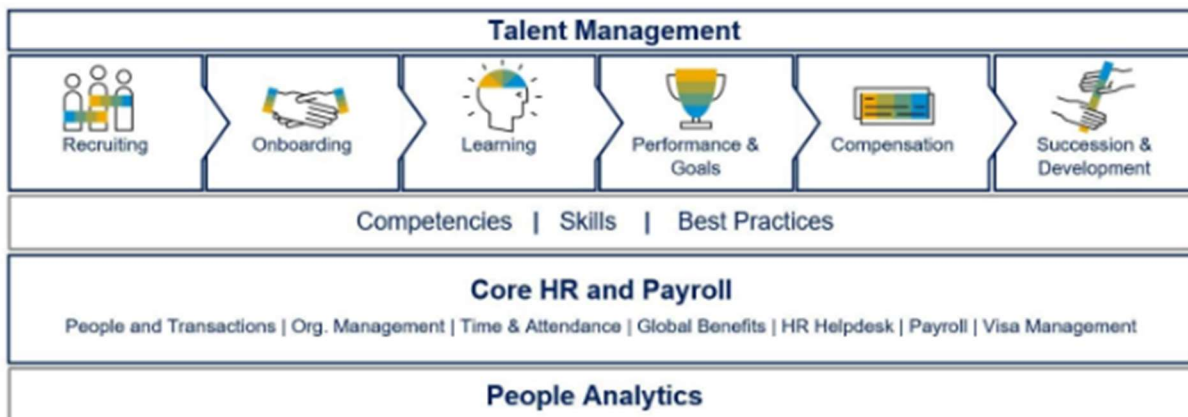 Talent Management
Recruiting
Onboarding
Learning
Performance &
Goals
Compensation
Succession &
Development
Competencies | Skills | Best Practices
Core HR and Payroll
People and Transactions | Org. Management | Time & Attendance | Global Benefits | HR Helpdesk | Payroll | Visa Management
People Analytics